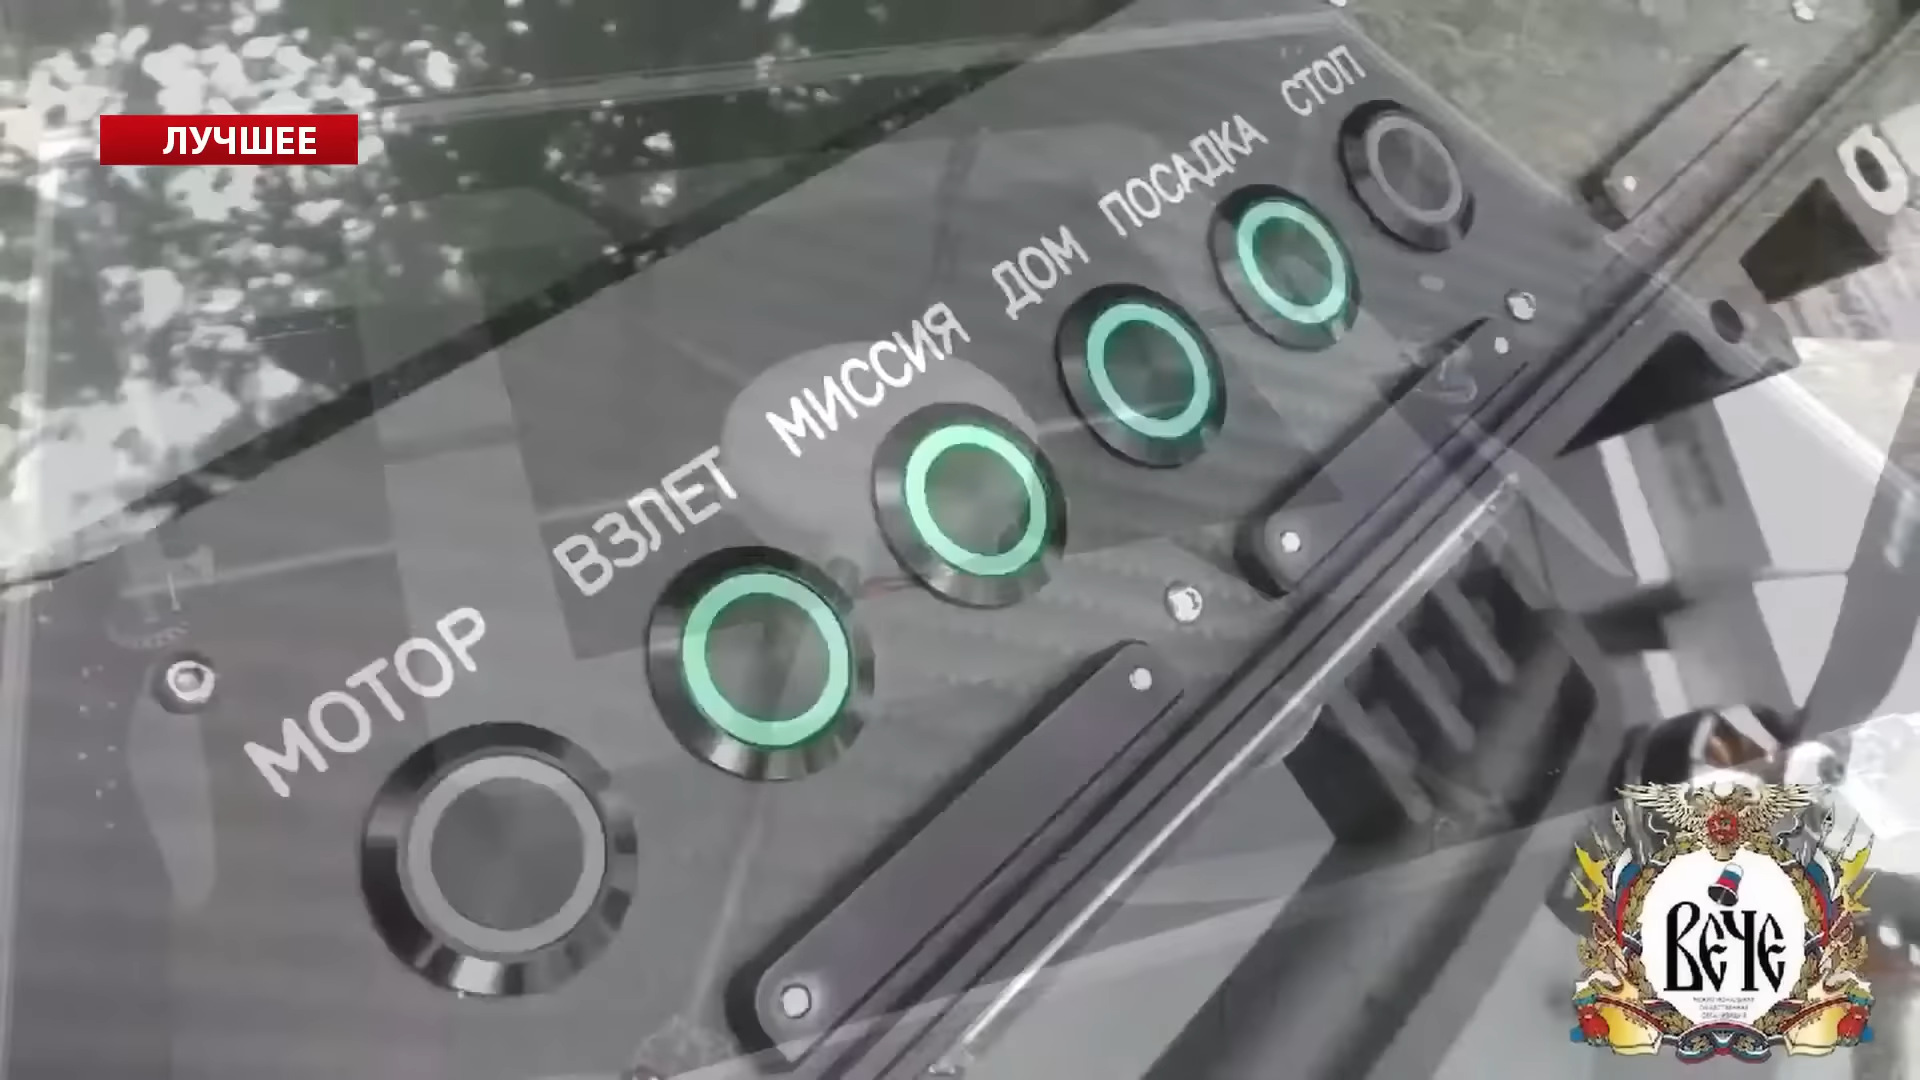 ЛУЧШЕЕ
МОТОР
ВЗЛЕТ
МИССИЯ
ДОМ
ПОСАДКА
СТОП
ВЕЧЕ